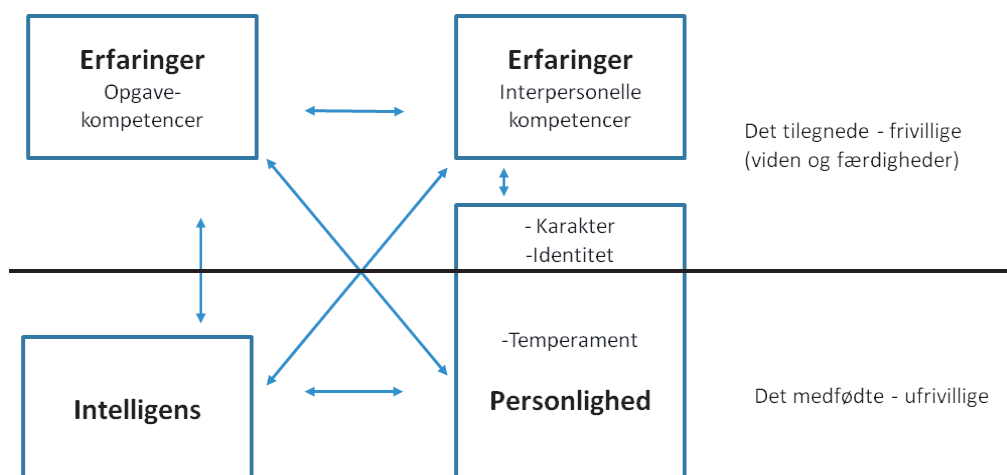 Erfaringer
Opgave-
kompetencer
Erfaringer
Interpersonelle
kompetencer
Det tilegnede - frivillige
(viden og færdigheder)
- Karakter
-Identitet
-Temperament
Intelligens
Personlighed
Det medfødte - ufrivillige